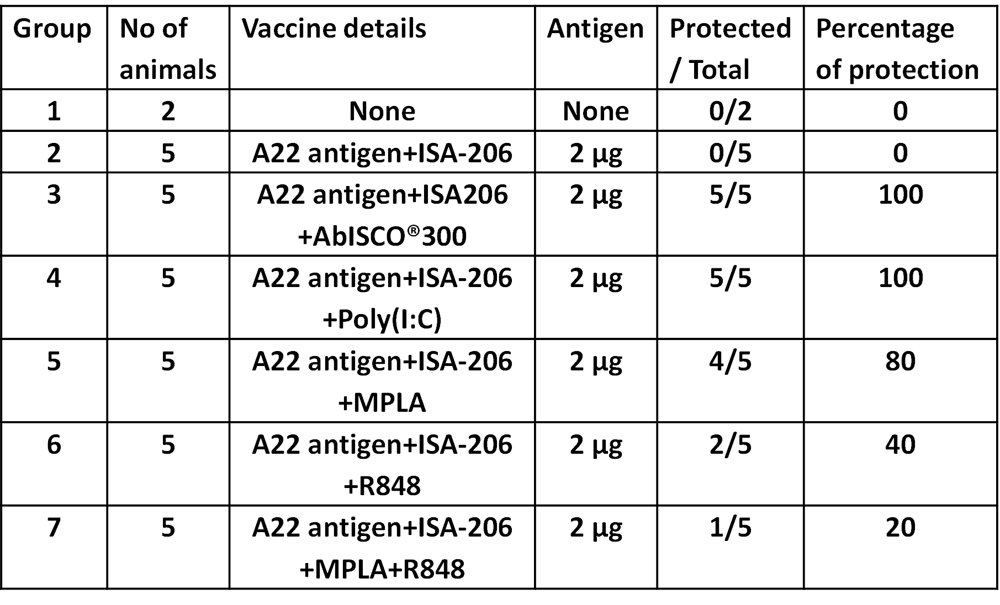 Group No of animals Vaccine details Antigen Protected / Total Percentage of protection
1 2 None None 0/2 0
2 5 A22 antigen+ISA-206 2 µg 0/5 0
3 5 A22 antigen+ISA206 2 µg 5/5 100
+AbISCO®300
4 5 A22 antigen+ISA-206 2 µg 5/5 100
+Poly(I:C)
5 5 A22 antigen+ISA-206 2 µg 4/5 80
+MPLA
6 5 A22 antigen+ISA-206 2 µg 2/5 40
+R848
7 5 A22 antigen+ISA-206 2 µg 1/5 20
+MPLA+R848